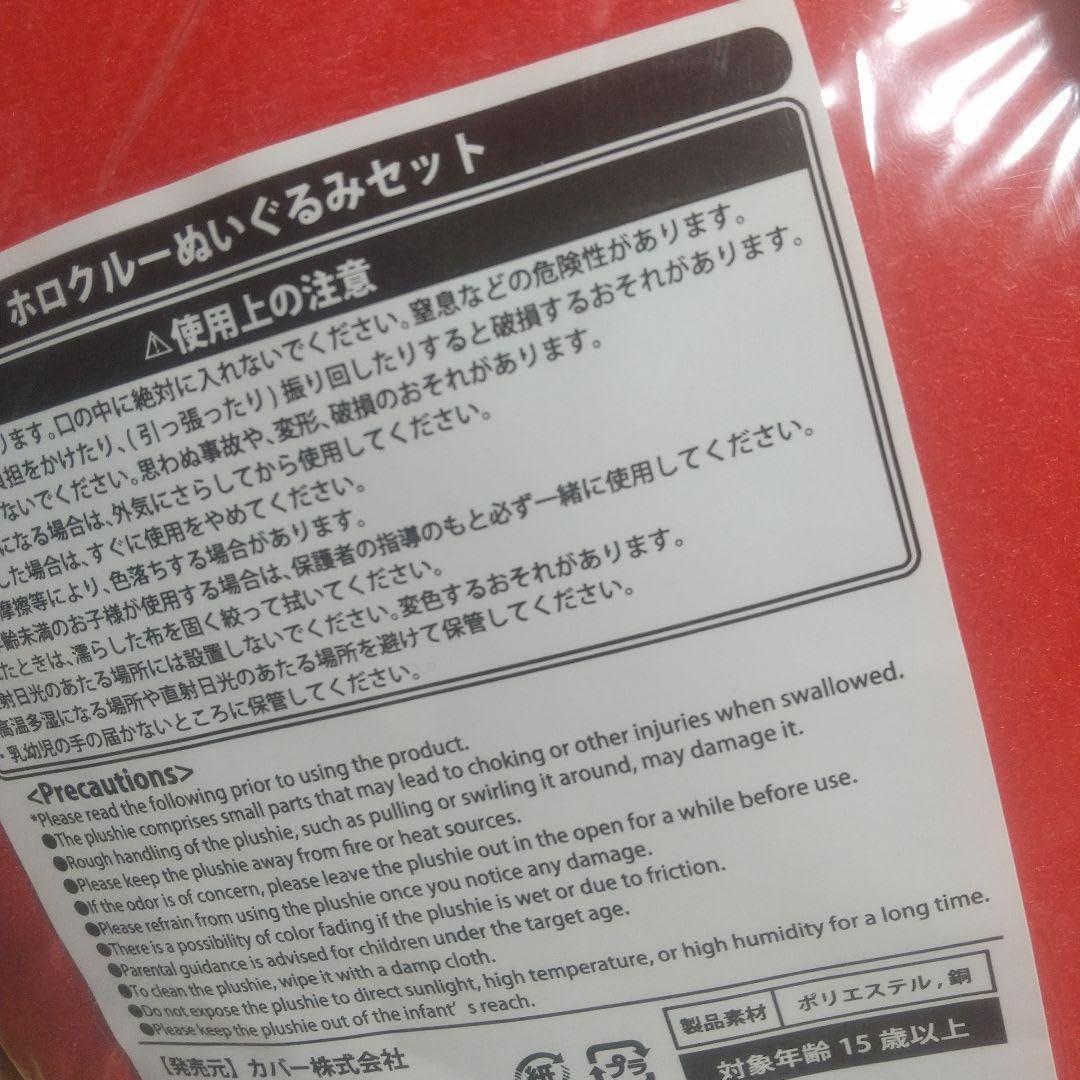 ホロクルーぬいぐるみセット
⚠使用上の注意
ります。口の中に絶対に入れないでください。窒息などの危険性があります。
担をかけたり、(引っ張ったり)振り回したりすると破損するおそれがあります。
ないでください。思わぬ事故や、変形、破損のおそれがあります。
になる場合は、外気にさらしてから使用してください。
した場合は、すぐに使用をやめてください。
摩擦等により、色落ちする場合があります。
齢未満のお子様が使用する場合は、保護者の指導のもと必ず一緒に使用してください。
たときは、濡らした布を固く絞って拭いてください。
射日光のあたる場所には設置しないでください。変色するおそれがあります。
高温多湿になる場所や直射日光のあたる場所を避けて保管してください。
・乳幼児の手の届かないところに保管してください。
<Precautions>
*Please read the following prior to using the product.
●The plushie comprises small parts that may lead to choking or other injuries when swallowed.
●Rough handling of the plushie, such as pulling or swirling it around, may damage it.
●Please keep the plushie away from fire or heat sources.
●If the odor is of concern, please leave the plushie out in the open for a while before use.
●Please refrain from using the plushie once you notice any damage.
●There is a possibility of color fading if the plushie is wet or due to friction.
●Parental guidance is advised for children under the target age.
●To clean the plushie, wipe it with a damp cloth.
●Do not expose the plushie to direct sunlight, high temperature, or high humidity for a long time.
●Please keep the plushie out of the infant's reach.
【発売元】カバー株式会社
紙
プラ
製品素材 ポリエステル,銅
対象年齢15歳以上